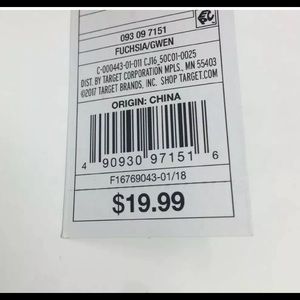 093 09 7151
FUCHSIA/GWEN
C-000443-01-011 CJ16_50C01-0025
DIST. BY TARGET CORPORATION MPLS., MN 55403
©2017 TARGET BRANDS, INC. SHOP TARGET.COM
ORIGIN: CHINA
4 90930 97151 6
F16769043-01/18
$19.99